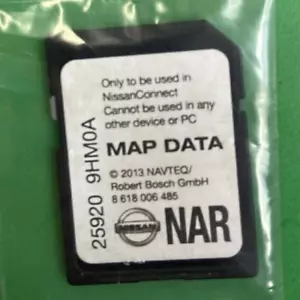 Only to be used in
NissanConnect
Cannot be used in any
other device or PC
MAP DATA
© 2013 NAVTEQ/
Robert Bosch GmbH
8 618 006 485
NISSAN
NAR
25920 9HM0A